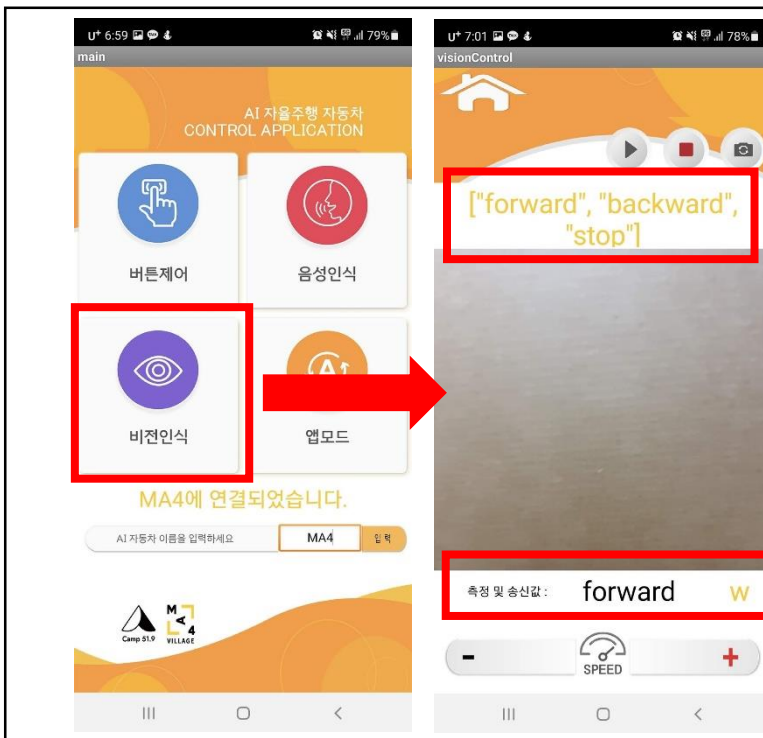 U+ 6:59
79%
main
AI 자율주행 자동차
CONTROL APPLICATION
버튼제어
음성인식
비전인식
앱모드
MA4에 연결되었습니다.
AI 자동차 이름을 입력하세요
MA4
입력
Camp 51.9
MA4
VILLAGE
U+ 7:01
78%
visionControl
["forward", "backward",
"stop"]
측정 및 송신값 :
forward
w
-
SPEED
+